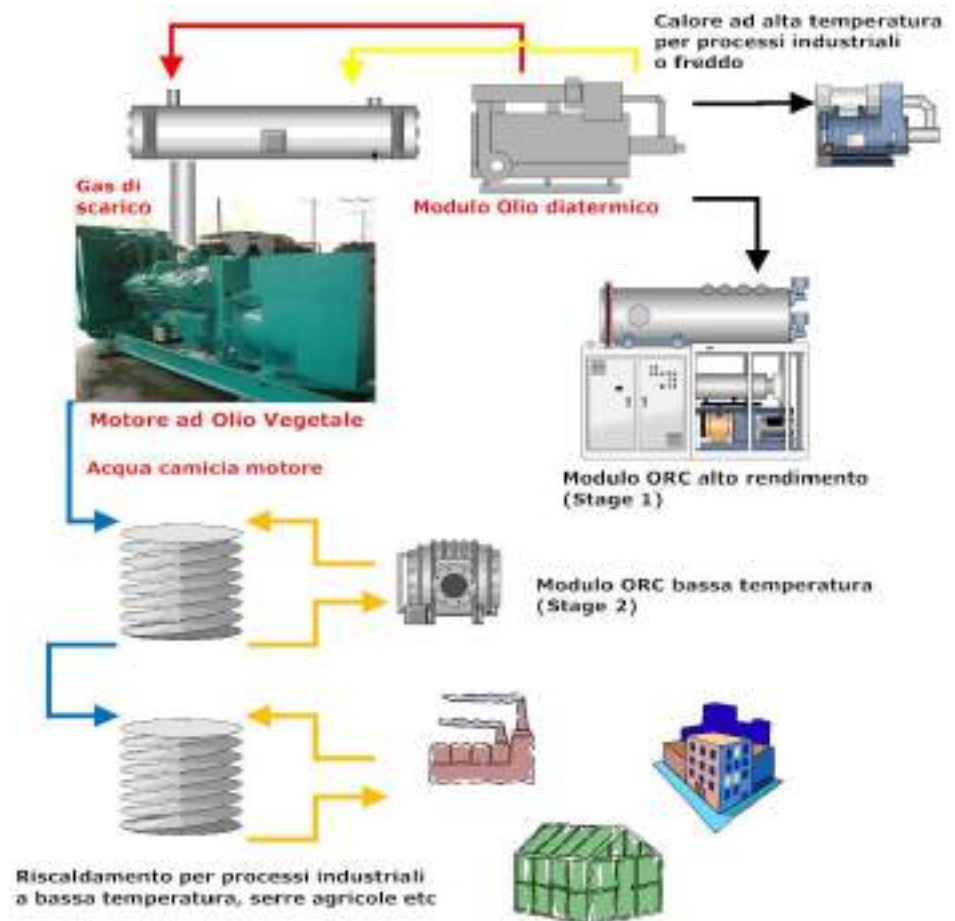 Calore ad alta temperatura
per processi industriali
o freddo
Gas di
scarico
Modulo Olio diatermico
Motore ad Olio Vegetale
Acqua camicia motore
Modulo ORC alto rendimento
(Stage 1)
Modulo ORC bassa temperatura
(Stage 2)
Riscaldamento per processi industriali
a bassa temperatura, serre agricole etc